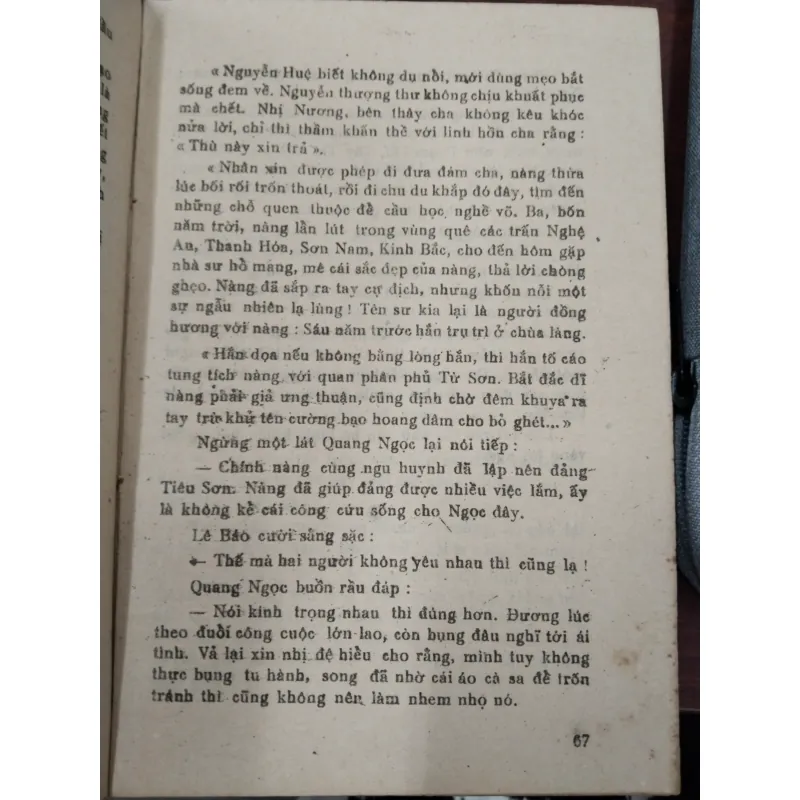 « Nguyễn Huệ biết không dụ nổi, mới dùng mẹo bắt
sống đem về. Nguyễn thượng thư không chịu khuất phục
mà chết. Nhị Nương, bên thây cha không kêu khóc
nửa lời, chỉ thì thầm khấn thề với linh hồn cha rằng :
« Thù này xin trả ».
« Nhân xin được phép đi đưa đám cha, nàng thừa
lúc bối rối trốn thoát, rồi đi chu du khắp đó đây, tìm đến
những chỗ quen thuộc để cầu học nghề võ. Ba, bốn
năm trời, nàng lần lút trong vùng quê các trấn Nghệ
An, Thanh Hóa, Sơn Nam, Kinh Bắc, cho đến hôm gặp
nhà sư hổ mang, mê cái sắc đẹp của nàng, thả lời chòng
ghẹo. Nàng đã sắp ra tay cự địch, nhưng khốn nỗi một
sự ngẫu nhiên lạ lùng ! Tên sư kia lại là người đồng
hương với nàng : Sáu năm trước hắn trụ trì ở chùa làng.
« Hắn dọa nếu không bằng lòng hắn, thì hắn tố cáo
tung tích nàng với quan phân phủ Từ Sơn. Bất đắc dĩ
nàng phải giả ưng thuận, cũng định chờ đêm khuya ra
tay trừ khử tên cường bạo hoang dâm cho bỏ ghét...»
Ngừng một lát Quang Ngọc lại nói tiếp :
— Chính nàng cùng ngu huynh đã lập nên đảng
Tiêu Sơn. Nàng đã giúp đảng được nhiều việc lắm, ấy
là không kể cái công cứu sống cho Ngọc đây.
Lê Báo cười sằng sặc :
— Thế mà hai người không yêu nhau thì cũng lạ !
Quang Ngọc buồn rầu đáp :
— Nói kính trọng nhau thì đúng hơn. Đương lúc
theo đuổi công cuộc lớn lao, còn bụng đâu nghĩ tới ái
tình. Vả lại xin nhị đệ hiểu cho rằng, mình tuy không
thực bụng tu hành, song đã nhờ cái áo cà sa để trốn
tránh thì cũng không nên làm nhem nhọ nó.
67